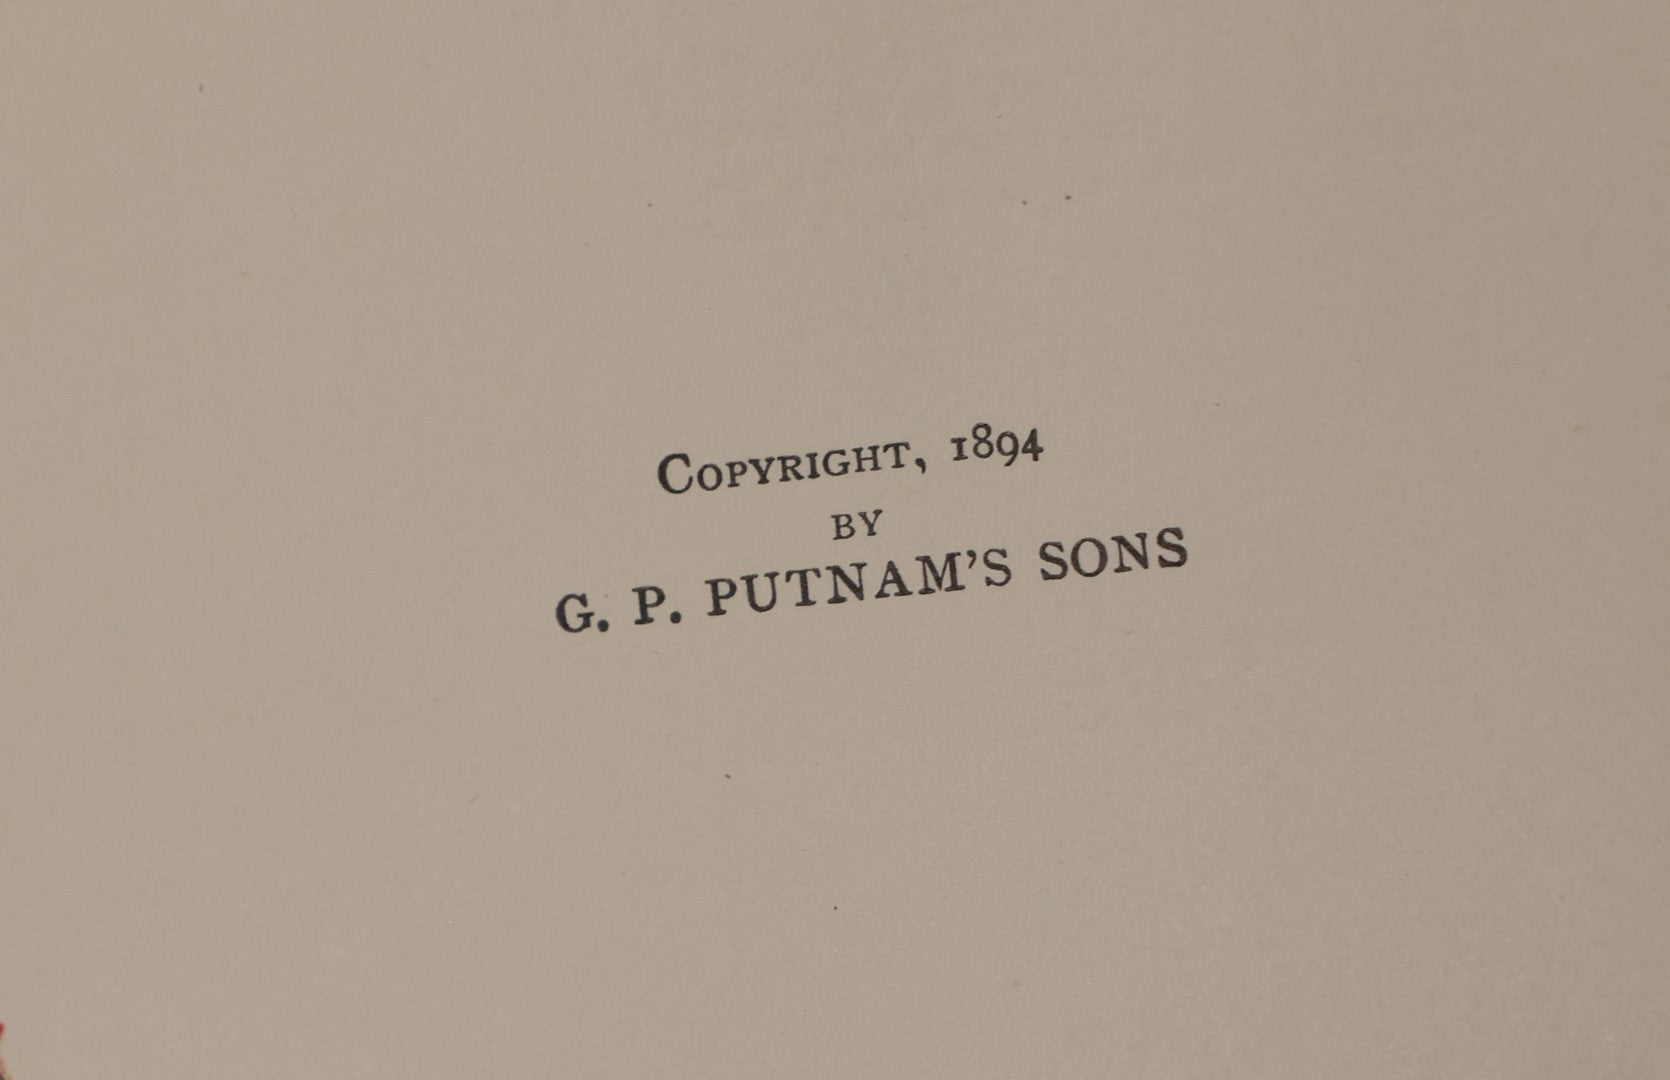 Copyright, 1894
BY
G. P. PUTNAM'S SONS